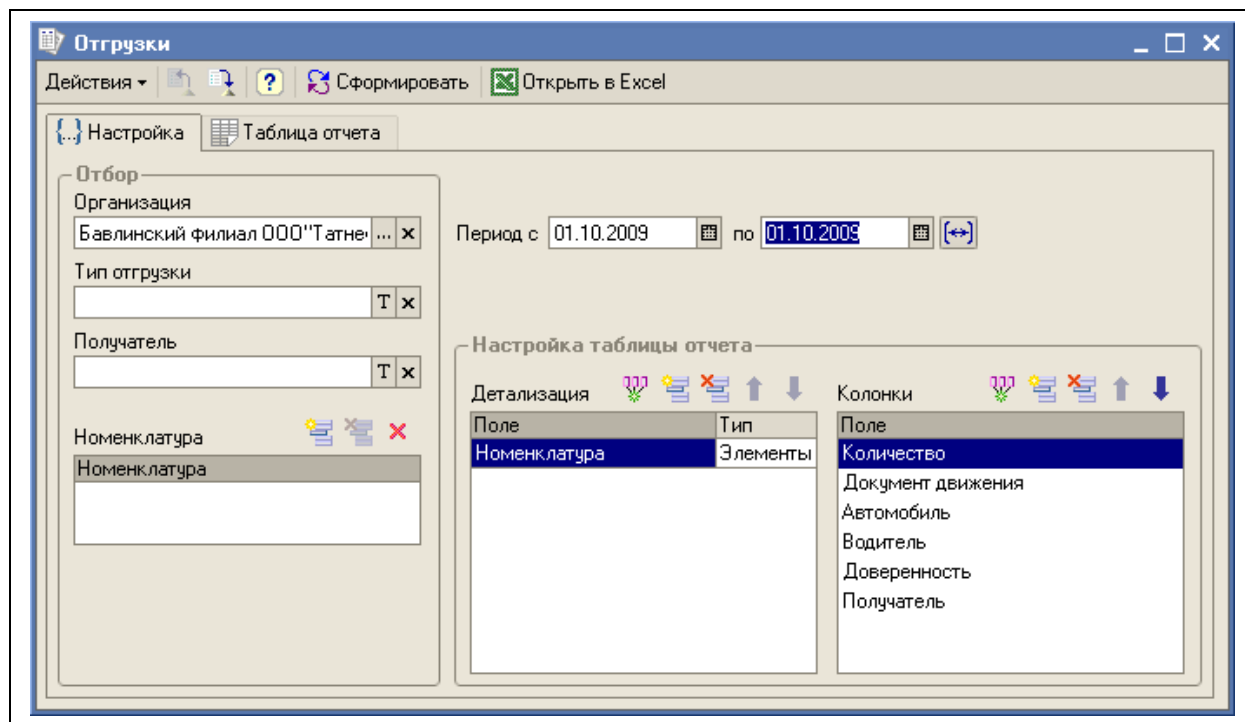 Отгрузки
Действия ? Сформировать Открыть в Excel
{...} Настройка Таблица отчета
Отбор
Организация
Бавлинский филиал ООО"Татне ... x
Период с 01.10.2009 по 01.10.2009
Тип отгрузки
T x
Получатель
T x
Номенклатура
Номенклатура
Настройка таблицы отчета
Детализация
Поле Тип
Номенклатура Элементы
Колонки
Поле
Количество
Документ движения
Автомобиль
Водитель
Доверенность
Получатель